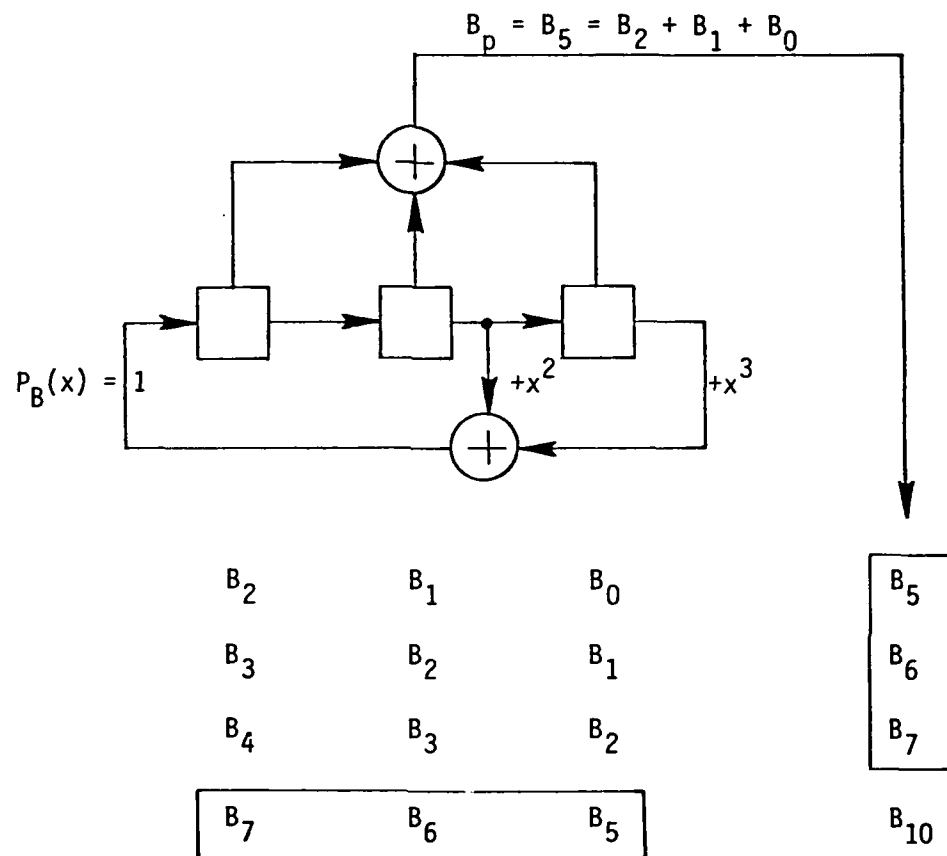 B_p = B_5 = B_2 + B_1 + B_0
+
P_B(x) = 1 +x^2 +x^3
+
B_2 B_1 B_0 B_5
B_3 B_2 B_1 B_6
B_4 B_3 B_2 B_7
B_7 B_6 B_5 B_10